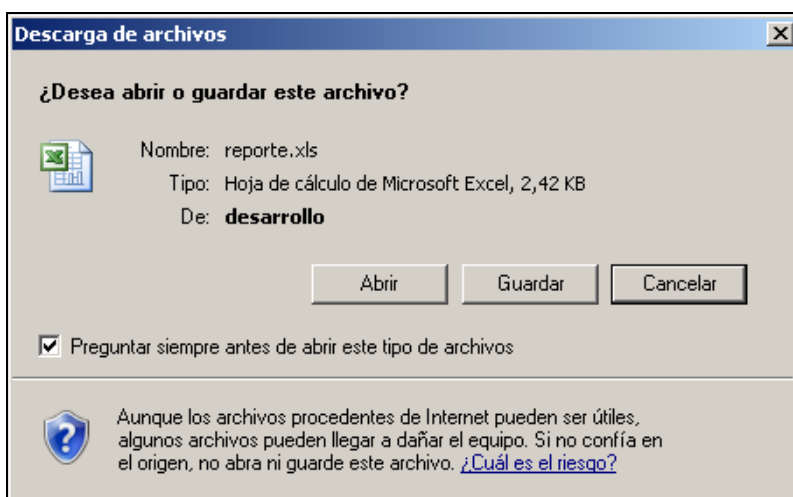 Descarga de archivos
¿Desea abrir o guardar este archivo?
Nombre: reporte.xls
Tipo: Hoja de cálculo de Microsoft Excel, 2,42 KB
De: desarrollo
Abrir Guardar Cancelar
Preguntar siempre antes de abrir este tipo de archivos
Aunque los archivos procedentes de Internet pueden ser útiles,
algunos archivos pueden llegar a dañar el equipo. Si no confía en
el origen, no abra ni guarde este archivo. ¿Cuál es el riesgo?